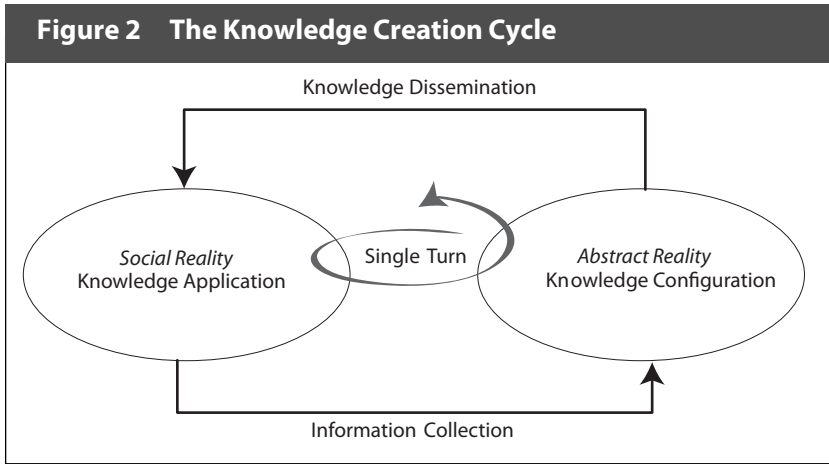 Figure 2 The Knowledge Creation Cycle
Knowledge Dissemination
Social Reality
Knowledge Application
Single Turn
Abstract Reality
Knowledge Configuration
Information Collection